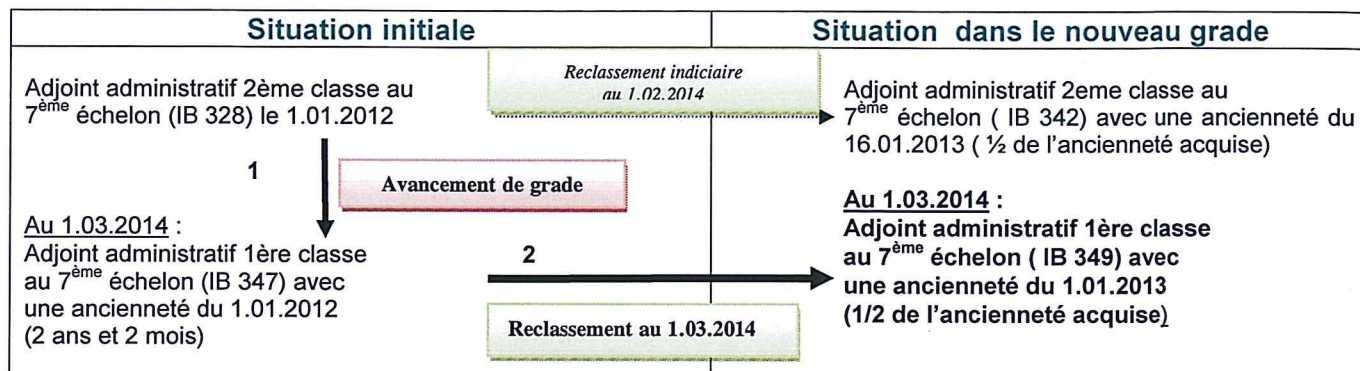 Situation initiale
Situation dans le nouveau grade
Adjoint administratif 2ème classe au
7ème échelon (IB 328) le 1.01.2012
Reclassement indiciaire
au 1.02.2014
Adjoint administratif 2eme classe au
7ème échelon ( IB 342) avec une ancienneté du
16.01.2013 ( ½ de l'ancienneté acquise)
1
Avancement de grade
Au 1.03.2014 :
Adjoint administratif 1ère classe
au 7ème échelon (IB 347) avec
une ancienneté du 1.01.2012
(2 ans et 2 mois)
2
Reclassement au 1.03.2014
Au 1.03.2014 :
Adjoint administratif 1ère classe
au 7ème échelon ( IB 349) avec
une ancienneté du 1.01.2013
(1/2 de l'ancienneté acquise)